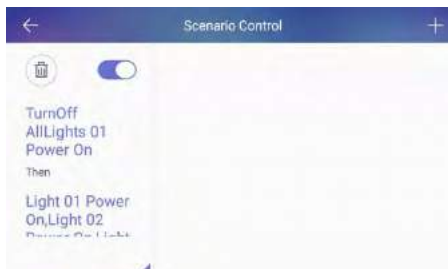 Scenario Control
TurnOff
AllLights 01
Power On
Then
Light 01 Power
On,Light 02